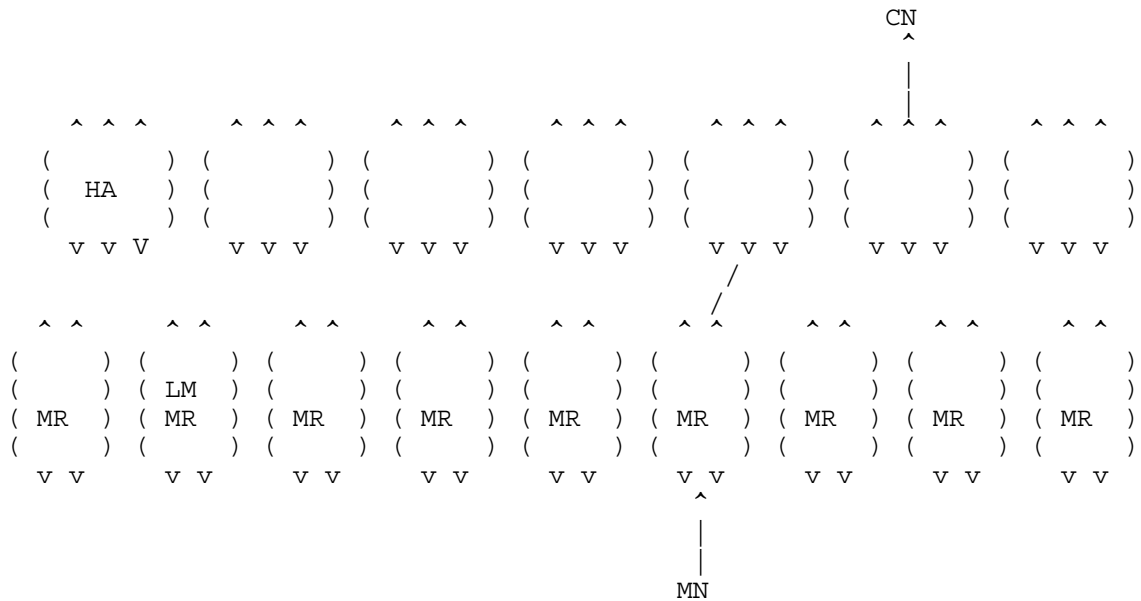 CN
^
|
|
^ ^ ^ ^ ^ ^ ^ ^ ^ ^ ^ ^ ^ ^ ^ ^ ^ ^ ^ ^ ^
( ) ( ) ( ) ( ) ( ) ( ) ( )
( HA ) ( ) ( ) ( ) ( ) ( ) ( )
( ) ( ) ( ) ( ) ( ) ( ) ( )
v v V v v v v v v v v v v v v v v v v v v
/
/
^ ^ ^ ^ ^ ^ ^ ^ ^ ^ ^ ^ ^ ^ ^ ^ ^ ^
( ) ( ) ( ) ( ) ( ) ( ) ( ) ( ) ( )
( ) ( LM ) ( ) ( ) ( ) ( ) ( ) ( ) ( )
( MR ) ( MR ) ( MR ) ( MR ) ( MR ) ( MR ) ( MR ) ( MR ) ( MR )
( ) ( ) ( ) ( ) ( ) ( ) ( ) ( ) ( )
v v v v v v v v v v v v v v v v v v
^
|
|
MN